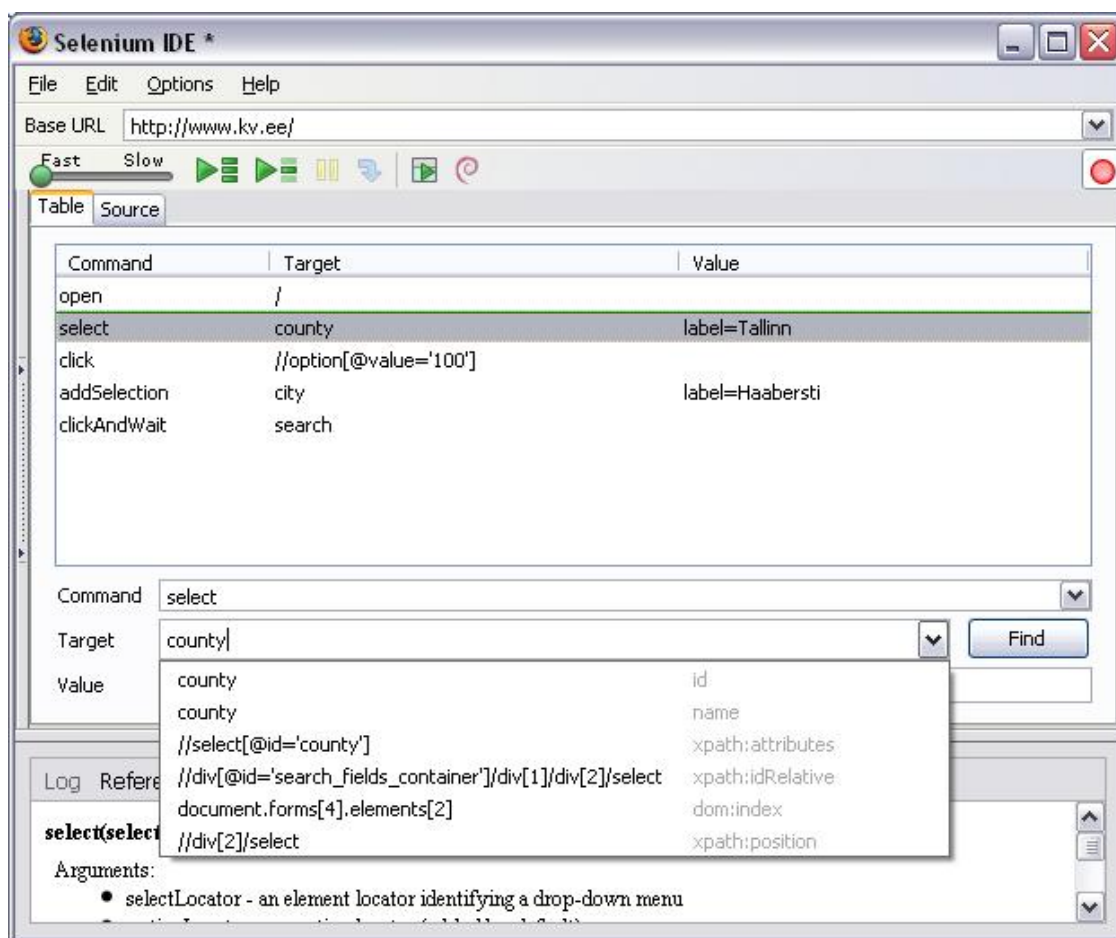 Selenium IDE *
File Edit Options Help
Base URL http://www.kv.ee/
Fast Slow
Table Source
Command Target Value
open /
select county label=Tallinn
click //option[@value='100']
addSelection city label=Haabersti
clickAndWait search
Command select
Target county Find
Value
county id
county name
//select[@id='county'] xpath:attributes
//div[@id='search_fields_container']/div[1]/div[2]/select xpath:idRelative
document.forms[4].elements[2] dom:index
//div[2]/select xpath:position
Log Refere
select(select
Arguments:
• selectLocator - an element locator identifying a drop-down menu